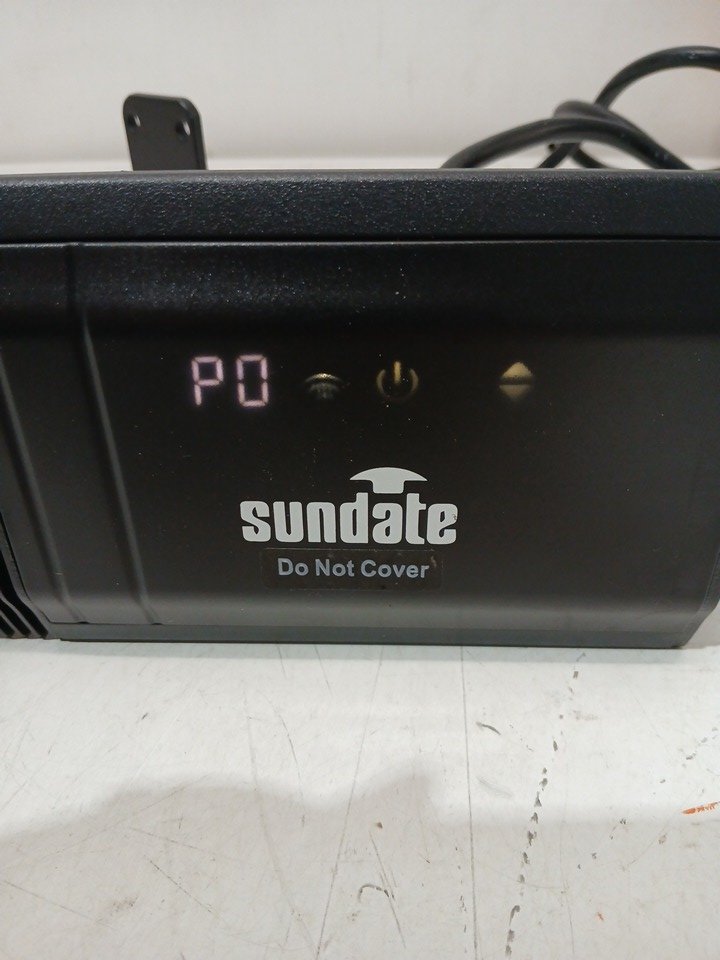 P0
sundate
Do Not Cover